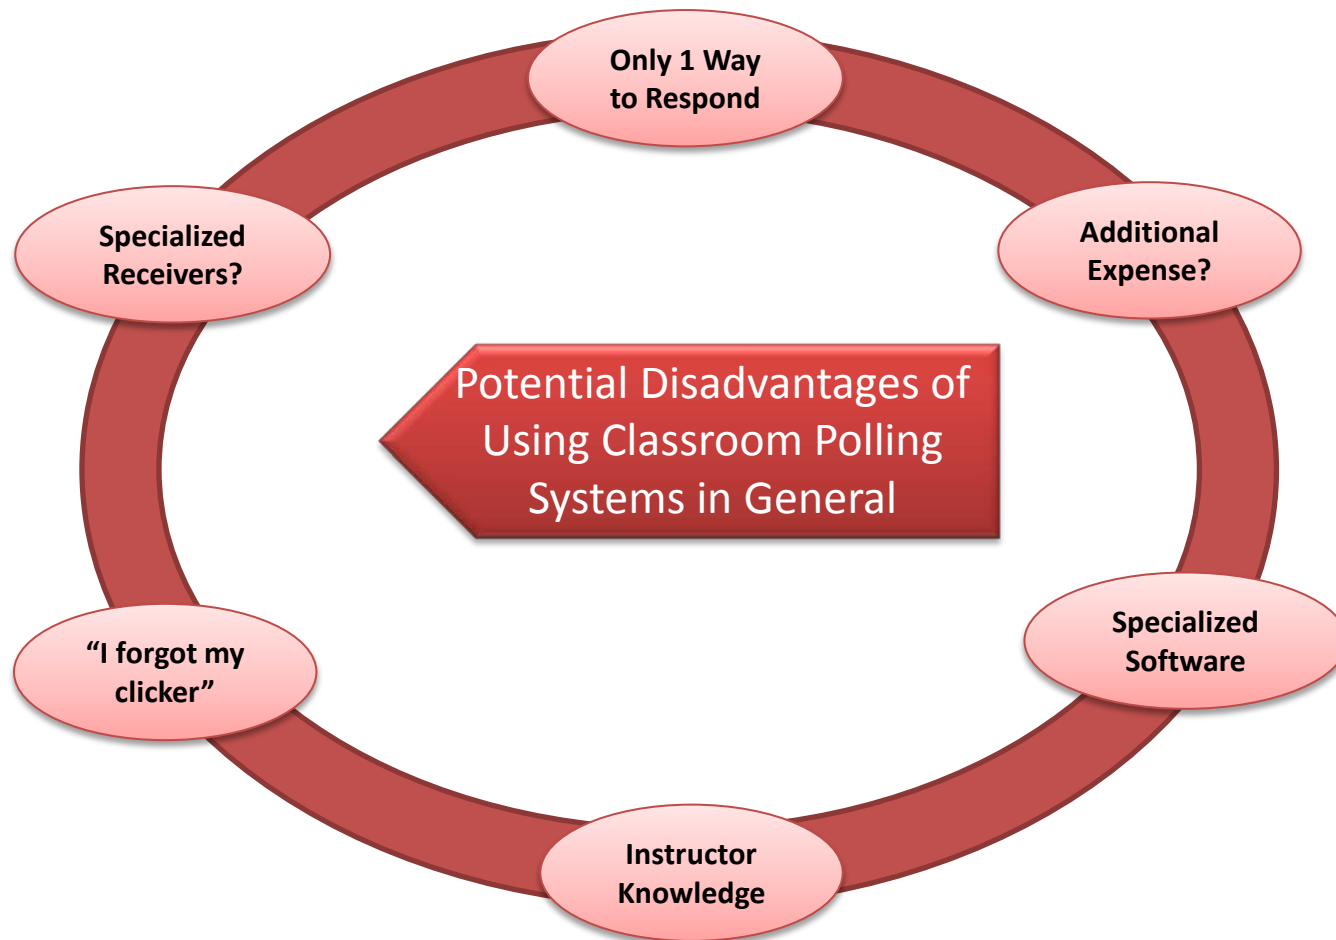 Only 1 Way
to Respond
Specialized
Receivers?
Additional
Expense?
Potential Disadvantages of
Using Classroom Polling
Systems in General
“I forgot my
clicker”
Specialized
Software
Instructor
Knowledge